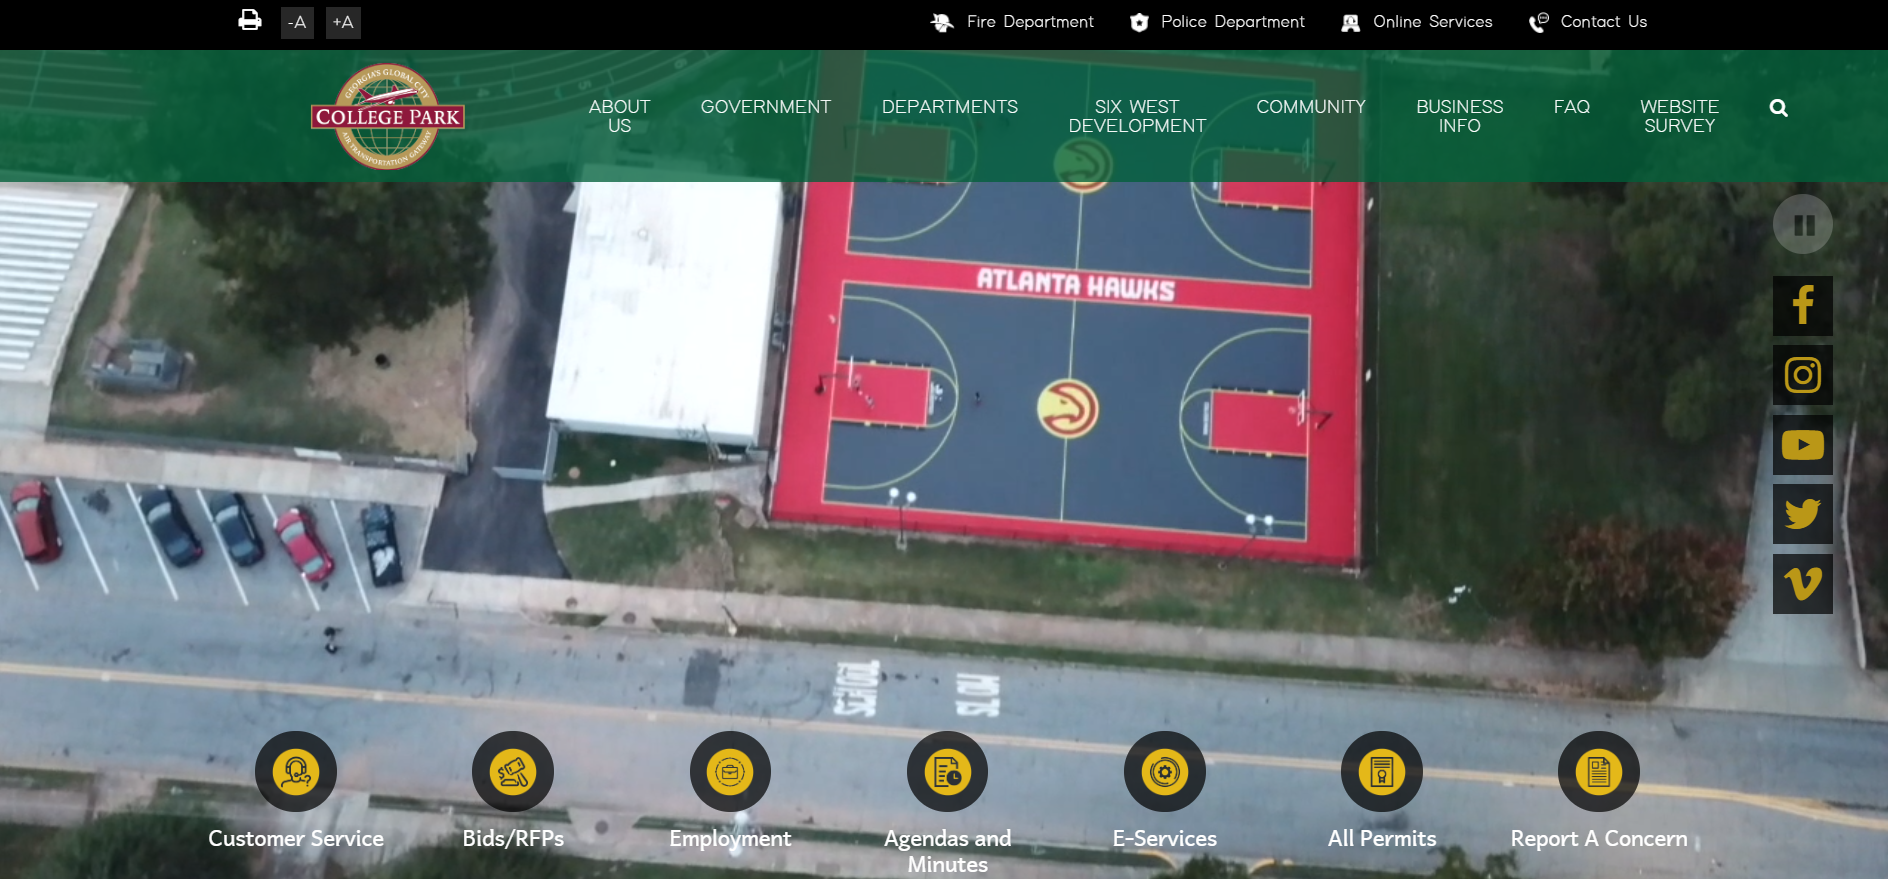 -A
+A
Fire Department
Police Department
Online Services
Contact Us
GEORGIA'S GLOBAL CITY
COLLEGE PARK
AIR TRANSPORTATION GATEWAY
ABOUT
US
GOVERNMENT
DEPARTMENTS
SIX WEST
DEVELOPMENT
COMMUNITY
BUSINESS
INFO
FAQ
WEBSITE
SURVEY
ATLANTA HAWKS
SCHOOL
SLOW
Customer Service
Bids/RFPs
Employment
Agendas and
Minutes
E-Services
All Permits
Report A Concern